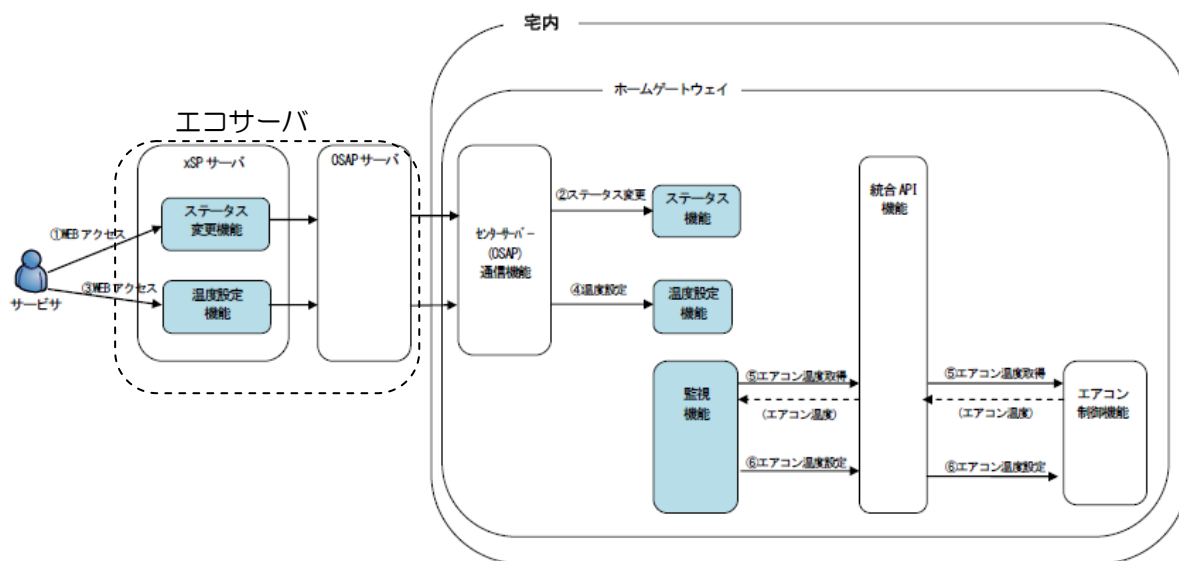 宅内
ホームゲートウェイ
エコサーバ
xSP サーバ
OSAP サーバ
①WEB アクセス
ステータス
変更機能
③WEB アクセス
温度設定
機能
サービサ
センターサーバー
(OSAP)
通信機能
②ステータス変更
ステータス
機能
④温度設定
温度設定
機能
統合 API
機能
監視
機能
⑤エアコン温度取得
(エアコン温度)
⑥エアコン温度設定
⑤エアコン温度取得
(エアコン温度)
⑥エアコン温度設定
エアコン
制御機能